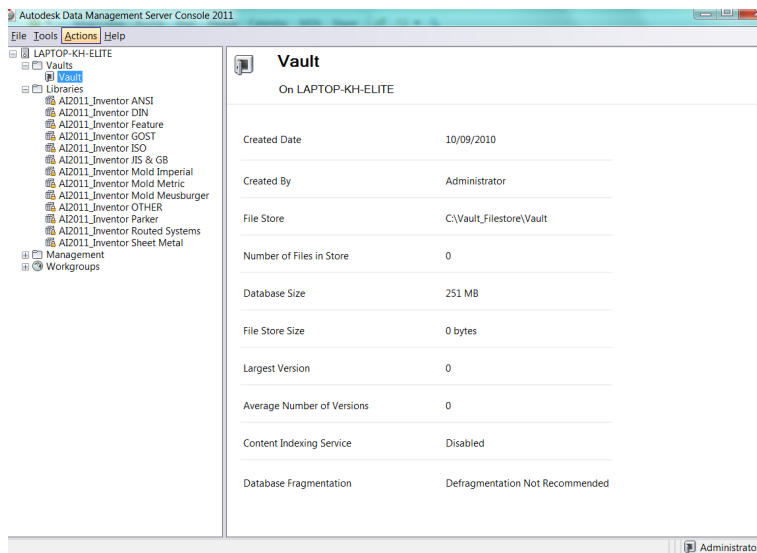 Autodesk Data Management Server Console 2011
File Tools Actions Help
LAPTOP-KH-ELITE
Vaults
Vault
Libraries
AI2011_Inventor ANSI
AI2011_Inventor DIN
AI2011_Inventor Feature
AI2011_Inventor GOST
AI2011_Inventor ISO
AI2011_Inventor JIS & GB
AI2011_Inventor Mold Imperial
AI2011_Inventor Mold Metric
AI2011_Inventor Mold Meusburger
AI2011_Inventor OTHER
AI2011_Inventor Parker
AI2011_Inventor Routed Systems
AI2011_Inventor Sheet Metal
Management
Workgroups
Vault
On LAPTOP-KH-ELITE
Created Date 10/09/2010
Created By Administrator
File Store C:\Vault_Filestore\Vault
Number of Files in Store 0
Database Size 251 MB
File Store Size 0 bytes
Largest Version 0
Average Number of Versions 0
Content Indexing Service Disabled
Database Fragmentation Defragmentation Not Recommended
Administrato